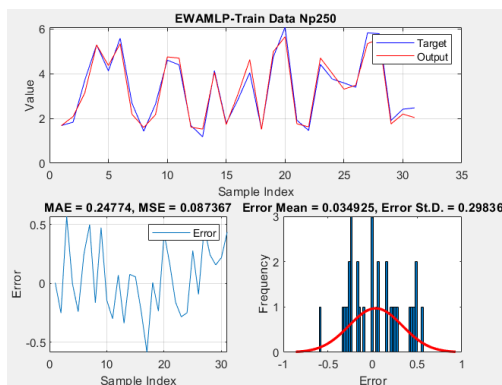 EWAMLP-Train Data Np250
6
4
2
0
Value
Target
Output
0 5 10 15 20 25 30 35
Sample Index
MAE = 0.24774, MSE = 0.087367
0.5
0
-0.5
Error
Error
0 10 20 30
Sample Index
Error Mean = 0.034925, Error St.D. = 0.29836
3
2
1
0
Frequency
-1 -0.5 0 0.5 1
Error